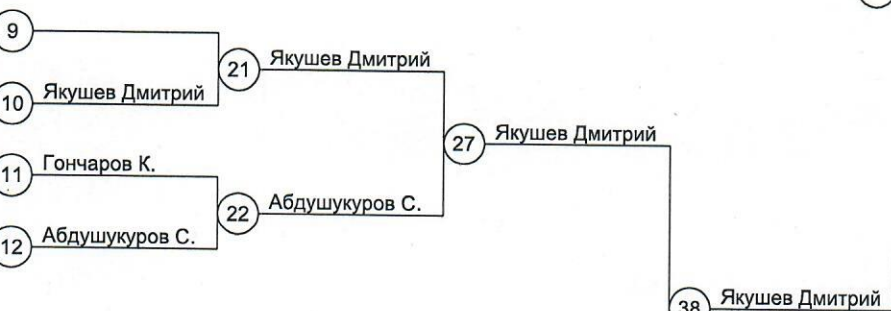 9
21 Якушев Дмитрий
10 Якушев Дмитрий
27 Якушев Дмитрий
11 Гончаров К.
22 Абдушукуров С.
12 Абдушукуров С.
38 Якушев Дмитрий